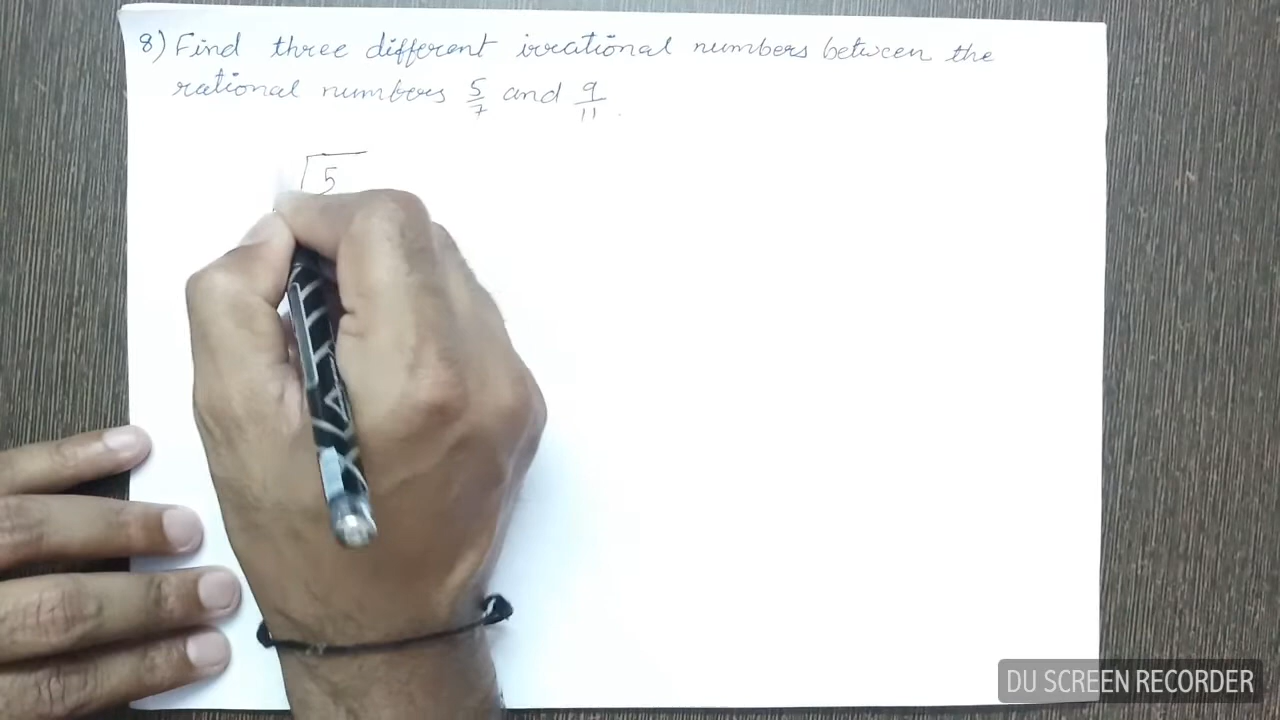 8) Find three different irrational numbers between the
rational numbers 5/7 and 9/11.
5
DU SCREEN RECORDER